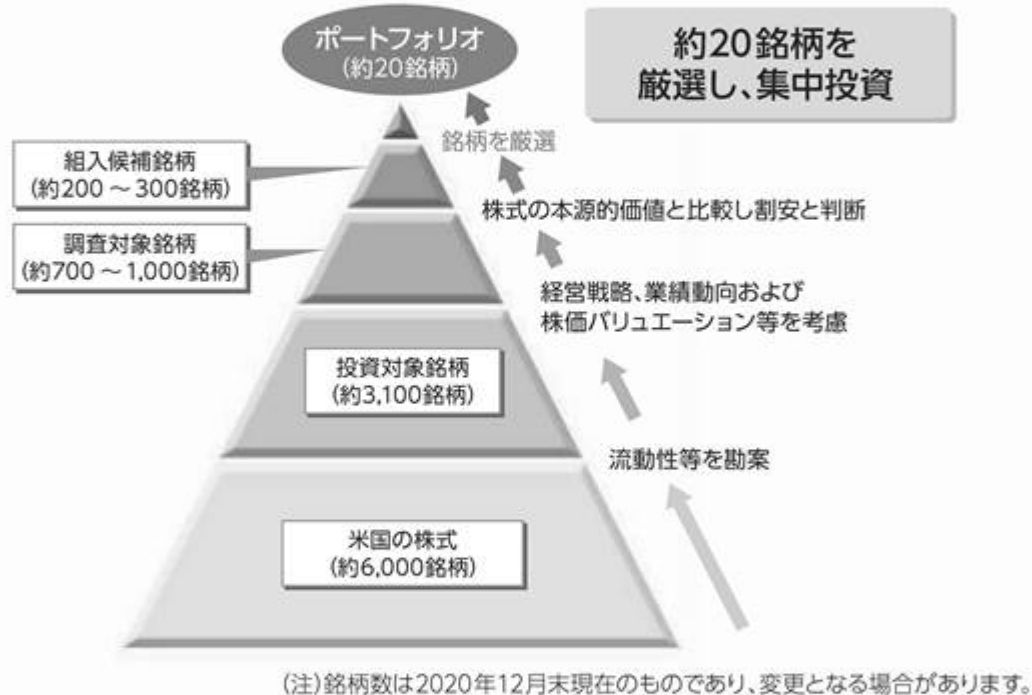 ポートフォリオ
(約20銘柄)
約20銘柄を
厳選し、集中投資
銘柄を厳選
組入候補銘柄
(約200～300銘柄)
株式の本源的価値と比較し割安と判断
調査対象銘柄
(約700～1,000銘柄)
経営戦略、業績動向および
株価バリュエーション等を考慮
投資対象銘柄
(約3,100銘柄)
流動性等を勘案
米国の株式
(約6,000銘柄)
(注)銘柄数は2020年12月末現在のものであり、変更となる場合があります。